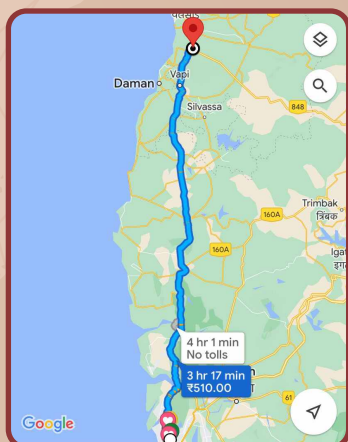 Daman
Vapi
Silvassa
848
Trimbak
त्रिंबक
160A
160A
4 hr 1 min
No tolls
3 hr 17 min
₹510.00
61
Google